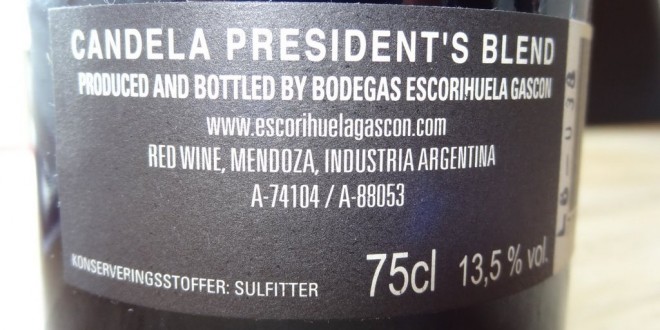 CANDELA PRESIDENT'S BLEND
PRODUCED AND BOTTLED BY BODEGAS ESCORIHUELA GASCON
www.escorihuelagascon.com
RED WINE, MENDOZA, INDUSTRIA ARGENTINA
A-74104 / A-88053
KONSERVERINGSSTOFFER: SULFITTER
75cl 13,5 % vol.